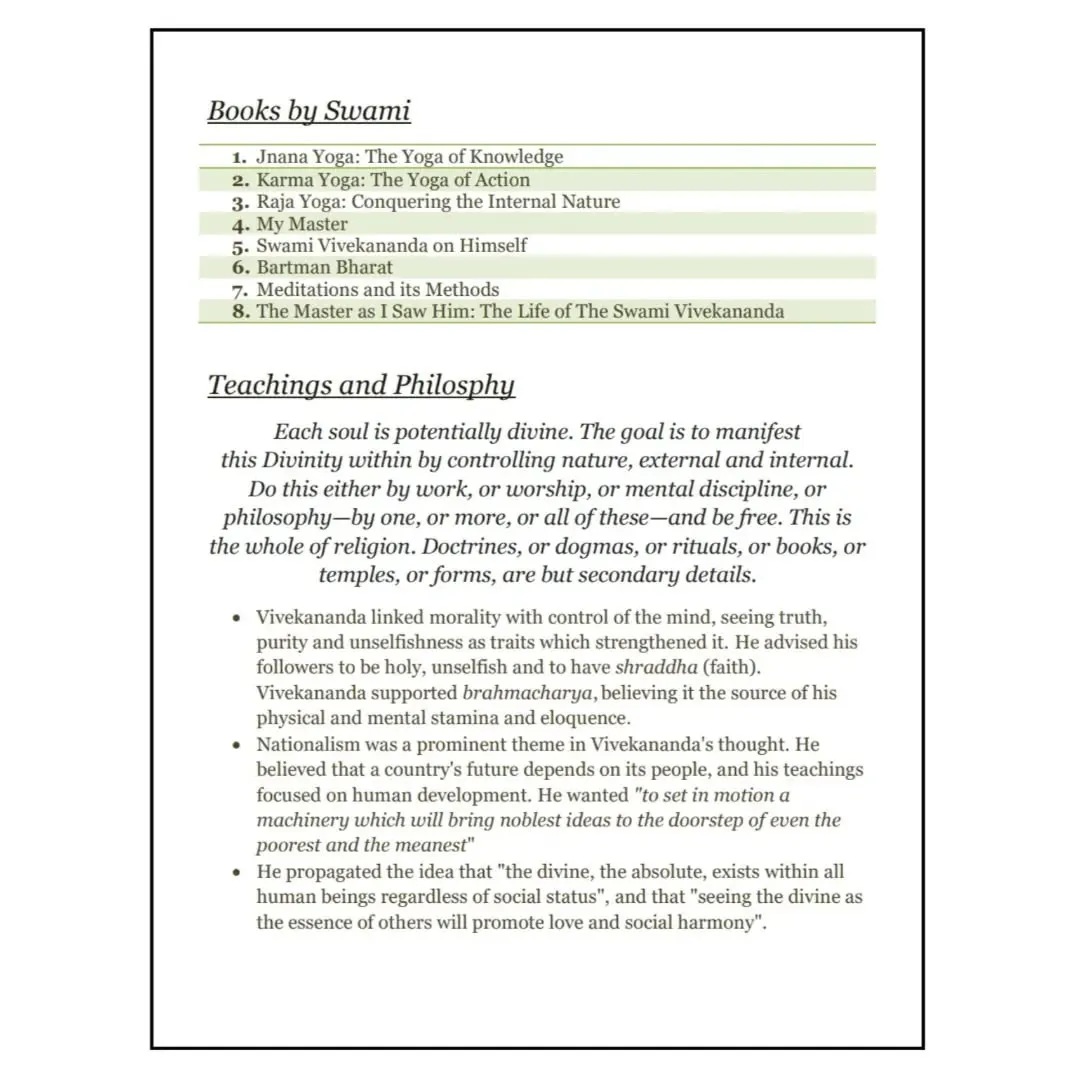 Books by Swami
1. Jnana Yoga: The Yoga of Knowledge
2. Karma Yoga: The Yoga of Action
3. Raja Yoga: Conquering the Internal Nature
4. My Master
5. Swami Vivekananda on Himself
6. Bartman Bharat
7. Meditations and its Methods
8. The Master as I Saw Him: The Life of The Swami Vivekananda
Teachings and Philosphy
Each soul is potentially divine. The goal is to manifest
this Divinity within by controlling nature, external and internal.
Do this either by work, or worship, or mental discipline, or
philosophy—by one, or more, or all of these—and be free. This is
the whole of religion. Doctrines, or dogmas, or rituals, or books, or
temples, or forms, are but secondary details.
• Vivekananda linked morality with control of the mind, seeing truth,
purity and unselfishness as traits which strengthened it. He advised his
followers to be holy, unselfish and to have shraddha (faith).
Vivekananda supported brahmacharya, believing it the source of his
physical and mental stamina and eloquence.
• Nationalism was a prominent theme in Vivekananda's thought. He
believed that a country's future depends on its people, and his teachings
focused on human development. He wanted "to set in motion a
machinery which will bring noblest ideas to the doorstep of even the
poorest and the meanest"
• He propagated the idea that "the divine, the absolute, exists within all
human beings regardless of social status", and that "seeing the divine as
the essence of others will promote love and social harmony".